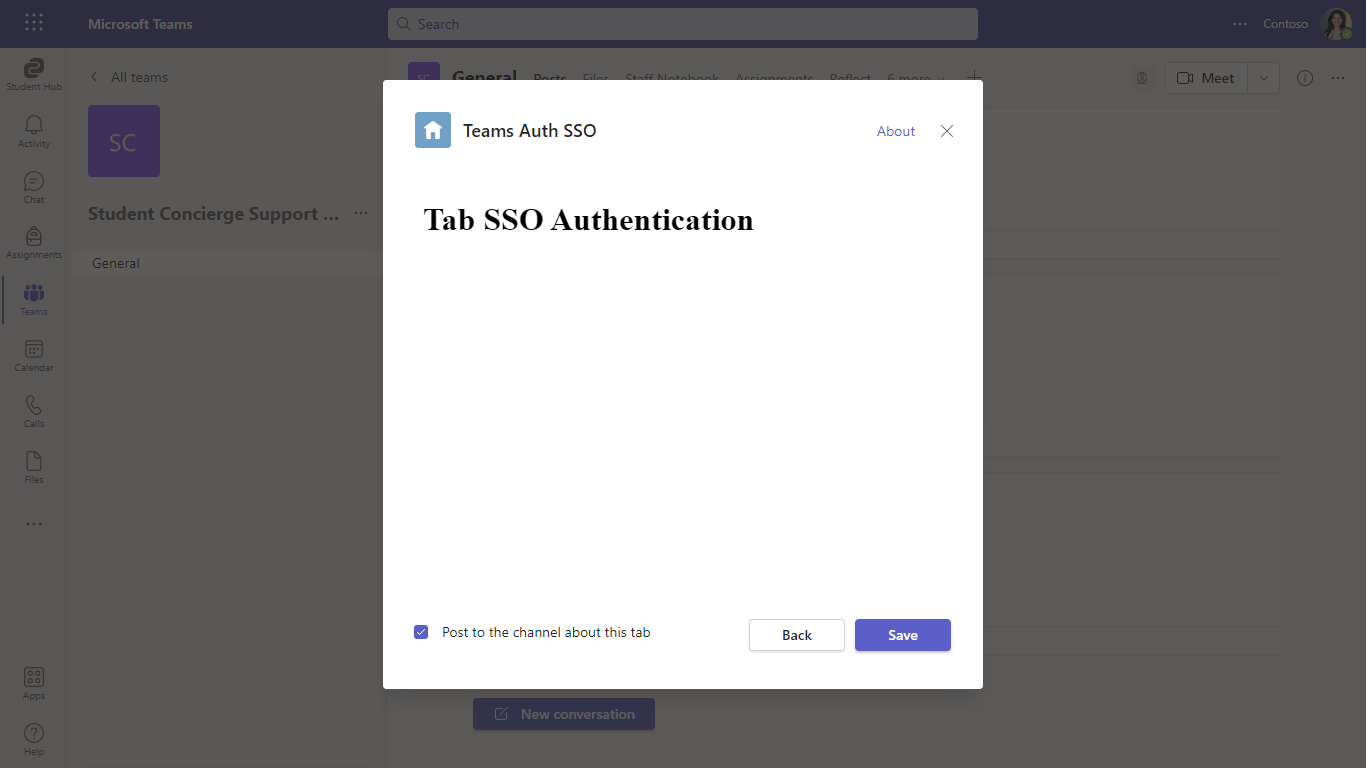 Microsoft Teams
Search
Contoso
Student Hub
Activity
Chat
Assignments
Teams
Calendar
Calls
Files
Apps
Help
All teams
SC
Student Concierge Support ...
General
SC
General Posts Files Staff Notebook Assignments Reflect 6 more
Meet
Teams Auth SSO
About
Tab SSO Authentication
Post to the channel about this tab
Back
Save
New conversation